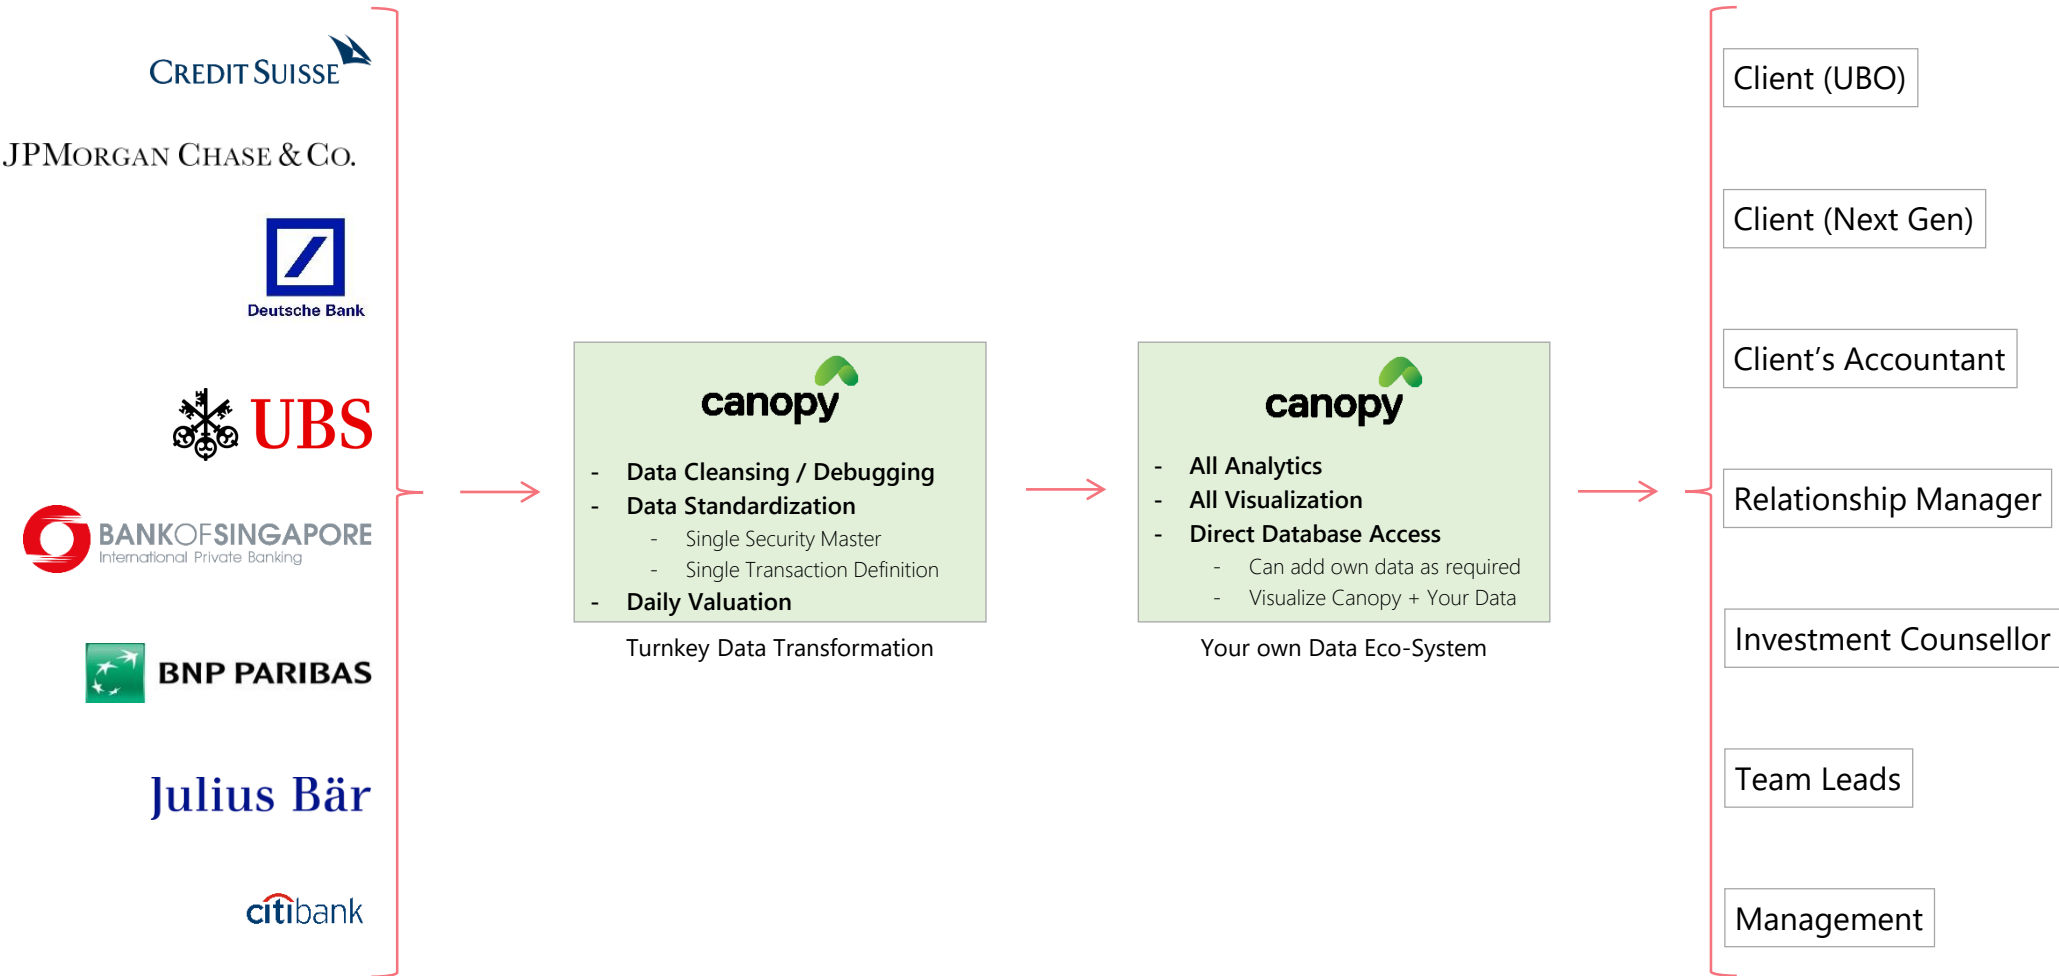 CREDIT SUISSE
JPMORGAN CHASE & CO.
Deutsche Bank
UBS
BANKOFSINGAPORE
International Private Banking
BNP PARIBAS
Julius Bär
citibank
canopy
- Data Cleansing / Debugging
- Data Standardization
- Single Security Master
- Single Transaction Definition
- Daily Valuation
Turnkey Data Transformation
canopy
- All Analytics
- All Visualization
- Direct Database Access
- Can add own data as required
- Visualize Canopy + Your Data
Your own Data Eco-System
Client (UBO)
Client (Next Gen)
Client’s Accountant
Relationship Manager
Investment Counsellor
Team Leads
Management